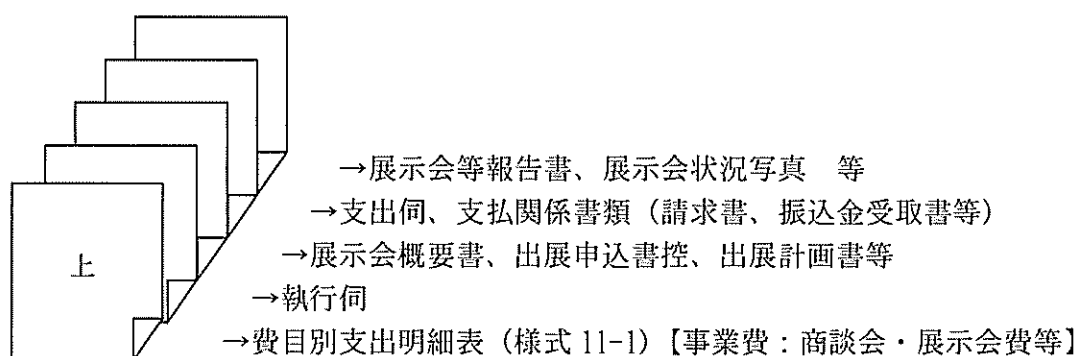 →展示会等報告書、展示会状況写真　等
→支出伺、支払関係書類（請求書、振込金受取書等）
→展示会概要書、出展申込書控、出展計画書等
上
→執行伺
→費目別支出明細表（様式 11-1）【事業費：商談会・展示会費等】